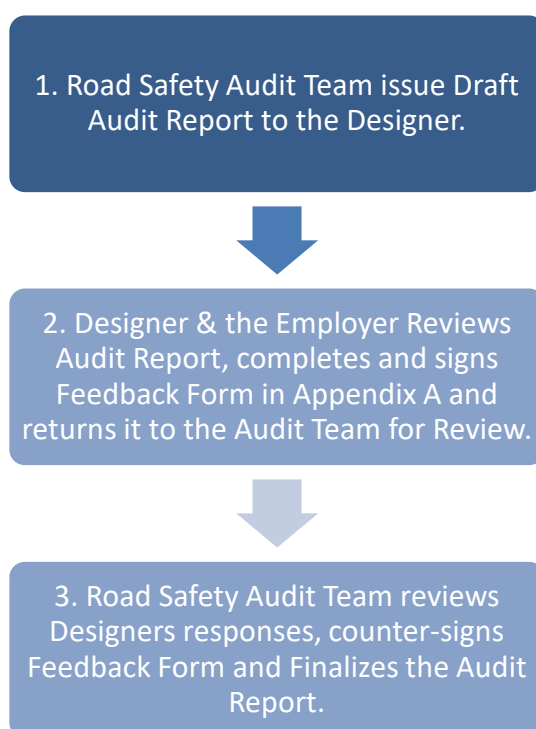 1. Road Safety Audit Team issue Draft
Audit Report to the Designer.
2. Designer & the Employer Reviews
Audit Report, completes and signs
Feedback Form in Appendix A and
returns it to the Audit Team for Review.
3. Road Safety Audit Team reviews
Designers responses, counter-signs
Feedback Form and Finalizes the Audit
Report.